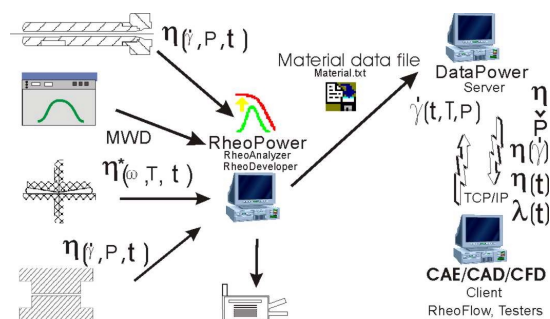 η(γ̇,P,t)
MWD
η*(ω,T,t)
η(γ̇,P,t)
RheoPower
RheoAnalyzer
RheoDeveloper
Material data file
Material.txt
DataPower
Server
γ̇(t,T,P)
TCP/IP
η
P
η(γ̇)
η(t)
λ(t)
CAE/CAD/CFD
Client
RheoFlow, Testers